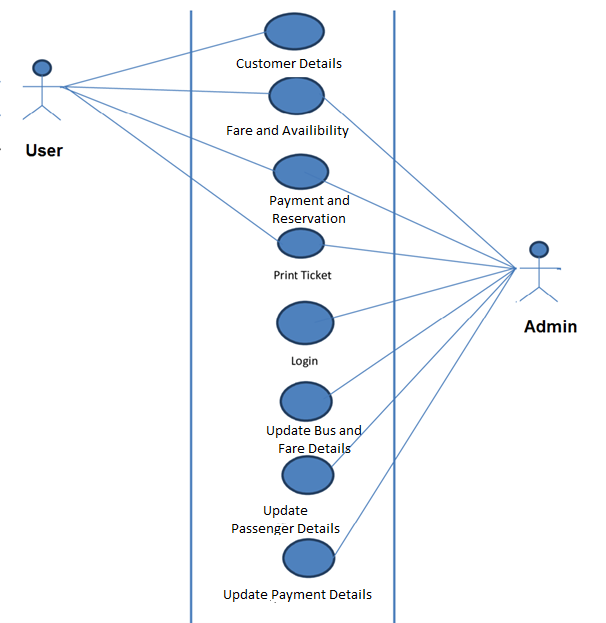 Customer Details
User
Fare and Availibility
Payment and
Reservation
Print Ticket
Admin
Login
Update Bus and
Fare Details
Update
Passenger Details
Update Payment Details